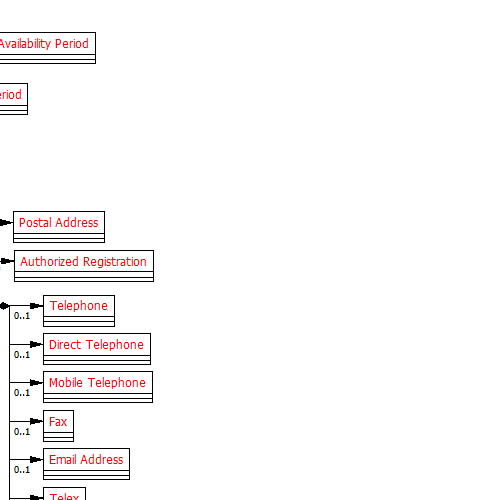 Availability Period
eriod
Postal Address
Authorized Registration
Telephone
0..1
Direct Telephone
0..1
Mobile Telephone
0..1
Fax
0..1
Email Address
0..1
Telex